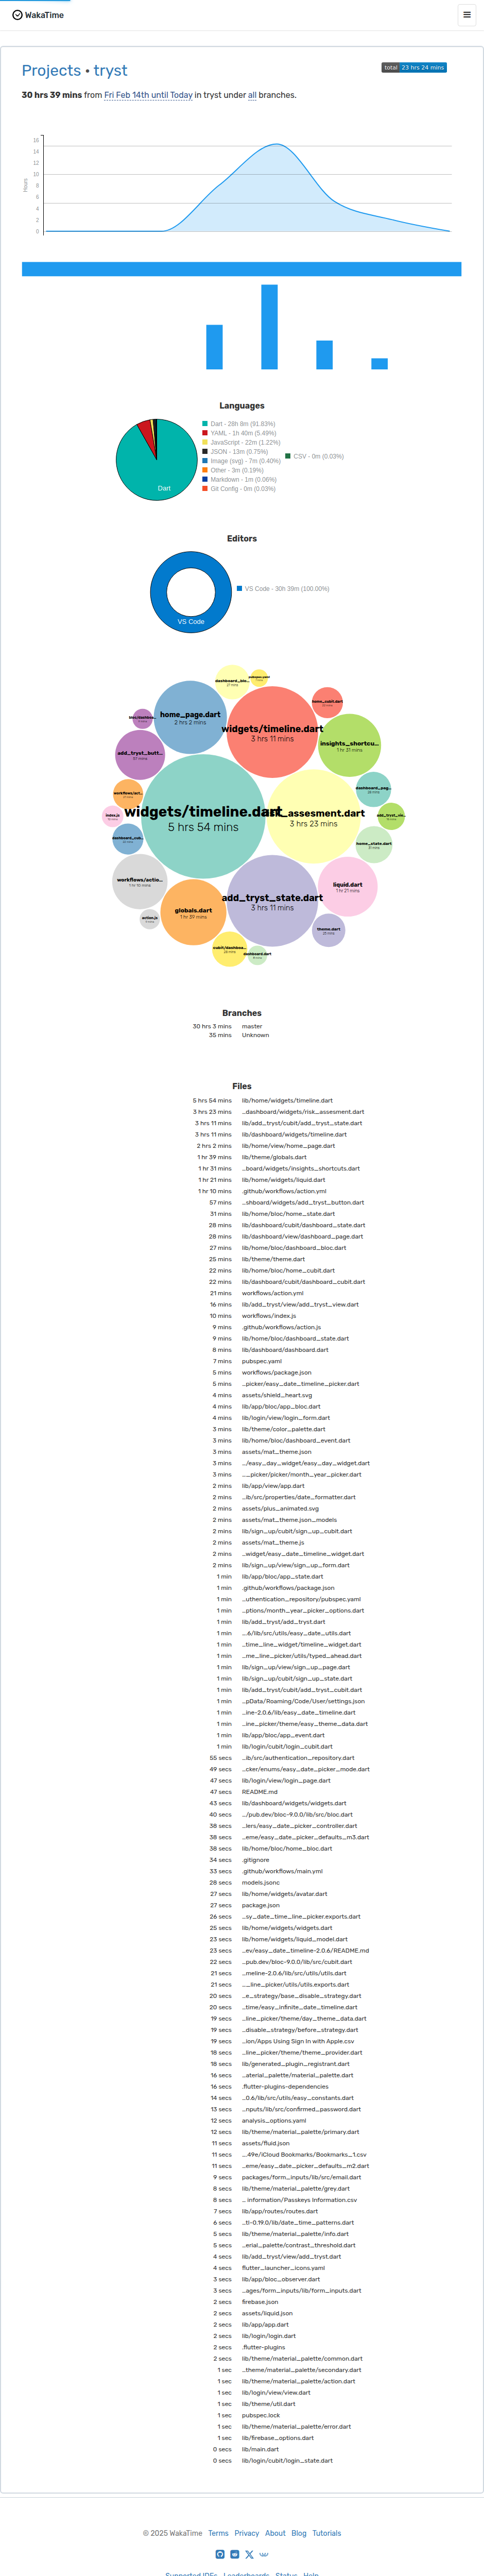 WakaTime
Projects • tryst
total 23 hrs 24 mins
30 hrs 39 mins from Fri Feb 14th until Today in tryst under all branches.
Hours
16
14
12
10
8
6
4
2
0
Languages
Dart - 28h 8m (91.83%)
YAML - 1h 40m (5.49%)
JavaScript - 22m (1.22%)
JSON - 13m (0.75%)
Image (svg) - 7m (0.40%)
Other - 3m (0.19%)
Markdown - 1m (0.06%)
Git Config - 0m (0.03%)
CSV - 0m (0.03%)
Dart
Editors
VS Code - 30h 39m (100.00%)
VS Code
dashboard_blo...
pubspec.yaml
home_cubit.dart
home_page.dart
2 hrs 2 mins
widgets/timeline.dart
3 hrs 11 mins
insights_shortcu...
1 hr 31 mins
add_tryst_butt...
57 mins
dashboard_pag...
28 mins
workflows/act...
widgets/timeline.dart
5 hrs 54 mins
risk_assesment.dart
3 hrs 23 mins
index.js
add_tryst_vie...
dashboard_cub...
home_state.dart
31 mins
workflows/actio...
1 hr 10 mins
add_tryst_state.dart
3 hrs 11 mins
liquid.dart
1 hr 21 mins
globals.dart
1 hr 39 mins
action.js
theme.dart
25 mins
cubit/dashboa...
28 mins
dashboard.dart
Branches
30 hrs 3 mins master
35 mins Unknown
Files
5 hrs 54 mins lib/home/widgets/timeline.dart
3 hrs 23 mins …dashboard/widgets/risk_assesment.dart
3 hrs 11 mins lib/add_tryst/cubit/add_tryst_state.dart
3 hrs 11 mins lib/dashboard/widgets/timeline.dart
2 hrs 2 mins lib/home/view/home_page.dart
1 hr 39 mins lib/theme/globals.dart
1 hr 31 mins …board/widgets/insights_shortcuts.dart
1 hr 21 mins lib/home/widgets/liquid.dart
1 hr 10 mins .github/workflows/action.yml
57 mins …shboard/widgets/add_tryst_button.dart
31 mins lib/home/bloc/home_state.dart
28 mins lib/dashboard/cubit/dashboard_state.dart
28 mins lib/dashboard/view/dashboard_page.dart
27 mins lib/home/bloc/dashboard_bloc.dart
25 mins lib/theme/theme.dart
22 mins lib/home/bloc/home_cubit.dart
22 mins lib/dashboard/cubit/dashboard_cubit.dart
21 mins workflows/action.yml
16 mins lib/add_tryst/view/add_tryst_view.dart
10 mins workflows/index.js
9 mins .github/workflows/action.js
9 mins lib/home/bloc/dashboard_state.dart
8 mins lib/dashboard/dashboard.dart
7 mins pubspec.yaml
5 mins workflows/package.json
5 mins …picker/easy_date_timeline_picker.dart
4 mins assets/shield_heart.svg
4 mins lib/app/bloc/app_bloc.dart
4 mins lib/login/view/login_form.dart
3 mins lib/theme/color_palette.dart
3 mins lib/home/bloc/dashboard_event.dart
3 mins assets/mat_theme.json
3 mins …/easy_day_widget/easy_day_widget.dart
3 mins …_picker/picker/month_year_picker.dart
2 mins lib/app/view/app.dart
2 mins …ib/src/properties/date_formatter.dart
2 mins assets/plus_animated.svg
2 mins assets/mat_theme.json_models
2 mins lib/sign_up/cubit/sign_up_cubit.dart
2 mins assets/mat_theme.js
2 mins …widget/easy_date_timeline_widget.dart
2 mins lib/sign_up/view/sign_up_form.dart
1 min lib/app/bloc/app_state.dart
1 min .github/workflows/package.json
1 min …uthentication_repository/pubspec.yaml
1 min …ptions/month_year_picker_options.dart
1 min lib/add_tryst/add_tryst.dart
1 min ….6/lib/src/utils/easy_date_utils.dart
1 min …time_line_widget/timeline_widget.dart
1 min …me_line_picker/utils/typed_ahead.dart
1 min lib/sign_up/view/sign_up_page.dart
1 min lib/sign_up/cubit/sign_up_state.dart
1 min lib/add_tryst/cubit/add_tryst_cubit.dart
1 min …pData/Roaming/Code/User/settings.json
1 min …ine-2.0.6/lib/easy_date_timeline.dart
1 min …ine_picker/theme/easy_theme_data.dart
1 min lib/app/bloc/app_event.dart
1 min lib/login/cubit/login_cubit.dart
55 secs …ib/src/authentication_repository.dart
49 secs …cker/enums/easy_date_picker_mode.dart
47 secs lib/login/view/login_page.dart
47 secs README.md
43 secs lib/dashboard/widgets/widgets.dart
40 secs …/pub.dev/bloc-9.0.0/lib/src/bloc.dart
38 secs …lers/easy_date_picker_controller.dart
38 secs …eme/easy_date_picker_defaults_m3.dart
38 secs lib/home/bloc/home_bloc.dart
34 secs .gitignore
33 secs .github/workflows/main.yml
28 secs models.jsonc
27 secs lib/home/widgets/avatar.dart
27 secs package.json
26 secs …sy_date_time_line_picker.exports.dart
25 secs lib/home/widgets/widgets.dart
23 secs lib/home/widgets/liquid_model.dart
23 secs …ev/easy_date_timeline-2.0.6/README.md
22 secs …pub.dev/bloc-9.0.0/lib/src/cubit.dart
21 secs …meline-2.0.6/lib/src/utils/utils.dart
21 secs …_line_picker/utils/utils.exports.dart
20 secs …e_strategy/base_disable_strategy.dart
20 secs …time/easy_infinite_date_timeline.dart
19 secs …line_picker/theme/day_theme_data.dart
19 secs …disable_strategy/before_strategy.dart
19 secs …ion/Apps Using Sign In with Apple.csv
18 secs …line_picker/theme/theme_provider.dart
18 secs lib/generated_plugin_registrant.dart
16 secs …aterial_palette/material_palette.dart
16 secs .flutter-plugins-dependencies
14 secs …0.6/lib/src/utils/easy_constants.dart
13 secs …nputs/lib/src/confirmed_password.dart
12 secs analysis_options.yaml
12 secs lib/theme/material_palette/primary.dart
11 secs assets/fluid.json
11 secs ….49e/iCloud Bookmarks/Bookmarks_1.csv
11 secs …eme/easy_date_picker_defaults_m2.dart
9 secs packages/form_inputs/lib/src/email.dart
8 secs lib/theme/material_palette/grey.dart
8 secs … information/Passkeys Information.csv
7 secs lib/app/routes/routes.dart
6 secs …tl-0.19.0/lib/date_time_patterns.dart
5 secs lib/theme/material_palette/info.dart
5 secs …erial_palette/contrast_threshold.dart
4 secs lib/add_tryst/view/add_tryst.dart
4 secs flutter_launcher_icons.yaml
3 secs lib/app/bloc_observer.dart
3 secs …ages/form_inputs/lib/form_inputs.dart
2 secs firebase.json
2 secs assets/liquid.json
2 secs lib/app/app.dart
2 secs lib/login/login.dart
2 secs .flutter-plugins
2 secs lib/theme/material_palette/common.dart
1 sec …theme/material_palette/secondary.dart
1 sec lib/theme/material_palette/action.dart
1 sec lib/login/view/view.dart
1 sec lib/theme/util.dart
1 sec pubspec.lock
1 sec lib/theme/material_palette/error.dart
1 sec lib/firebase_options.dart
0 secs lib/main.dart
0 secs lib/login/cubit/login_state.dart
© 2025 WakaTime Terms Privacy About Blog Tutorials
Supported IDEs Leaderboards Status Help